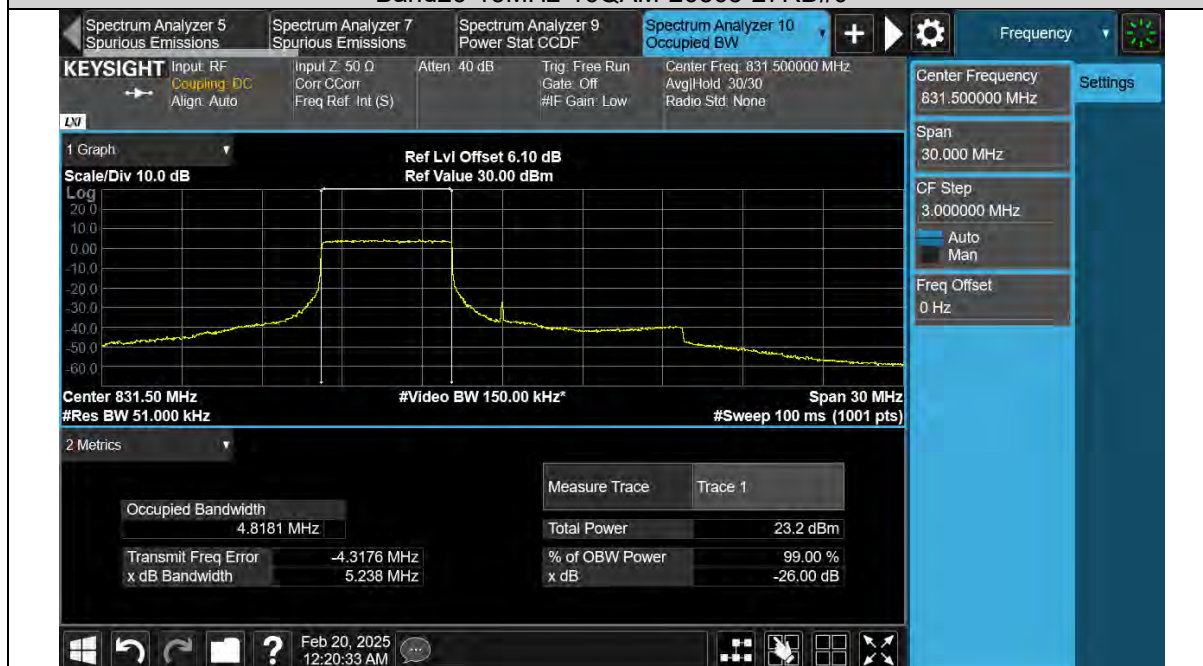 Spectrum Analyzer 5
Spurious Emissions
Spectrum Analyzer 7
Spurious Emissions
Spectrum Analyzer 9
Power Stat CCDF
Spectrum Analyzer 10
Occupied BW
Frequency
KEYSIGHT
Input: RF
Coupling: DC
Align: Auto
Input Z: 50 Ω
Corr CCorr
Freq Ref: Int (S)
Atten: 40 dB
Trig: Free Run
Gate: Off
#IF Gain: Low
Center Freq: 831.500000 MHz
Avg|Hold: 30/30
Radio Std: None
LXI
Center Frequency
831.500000 MHz
Settings
Span
30.000 MHz
CF Step
3.000000 MHz
Auto
Man
Freq Offset
0 Hz
1 Graph
Scale/Div 10.0 dB
Ref Lvl Offset 6.10 dB
Ref Value 30.00 dBm
Log
20.0
10.0
0.00
-10.0
-20.0
-30.0
-40.0
-50.0
-60.0
Center 831.50 MHz
#Res BW 51.000 kHz
#Video BW 150.00 kHz*
Span 30 MHz
#Sweep 100 ms (1001 pts)
2 Metrics
Measure Trace
Trace 1
Occupied Bandwidth
4.8181 MHz
Total Power
23.2 dBm
Transmit Freq Error
-4.3176 MHz
% of OBW Power
99.00 %
x dB Bandwidth
5.238 MHz
x dB
-26.00 dB
?
Feb 20, 2025
12:20:33 AM